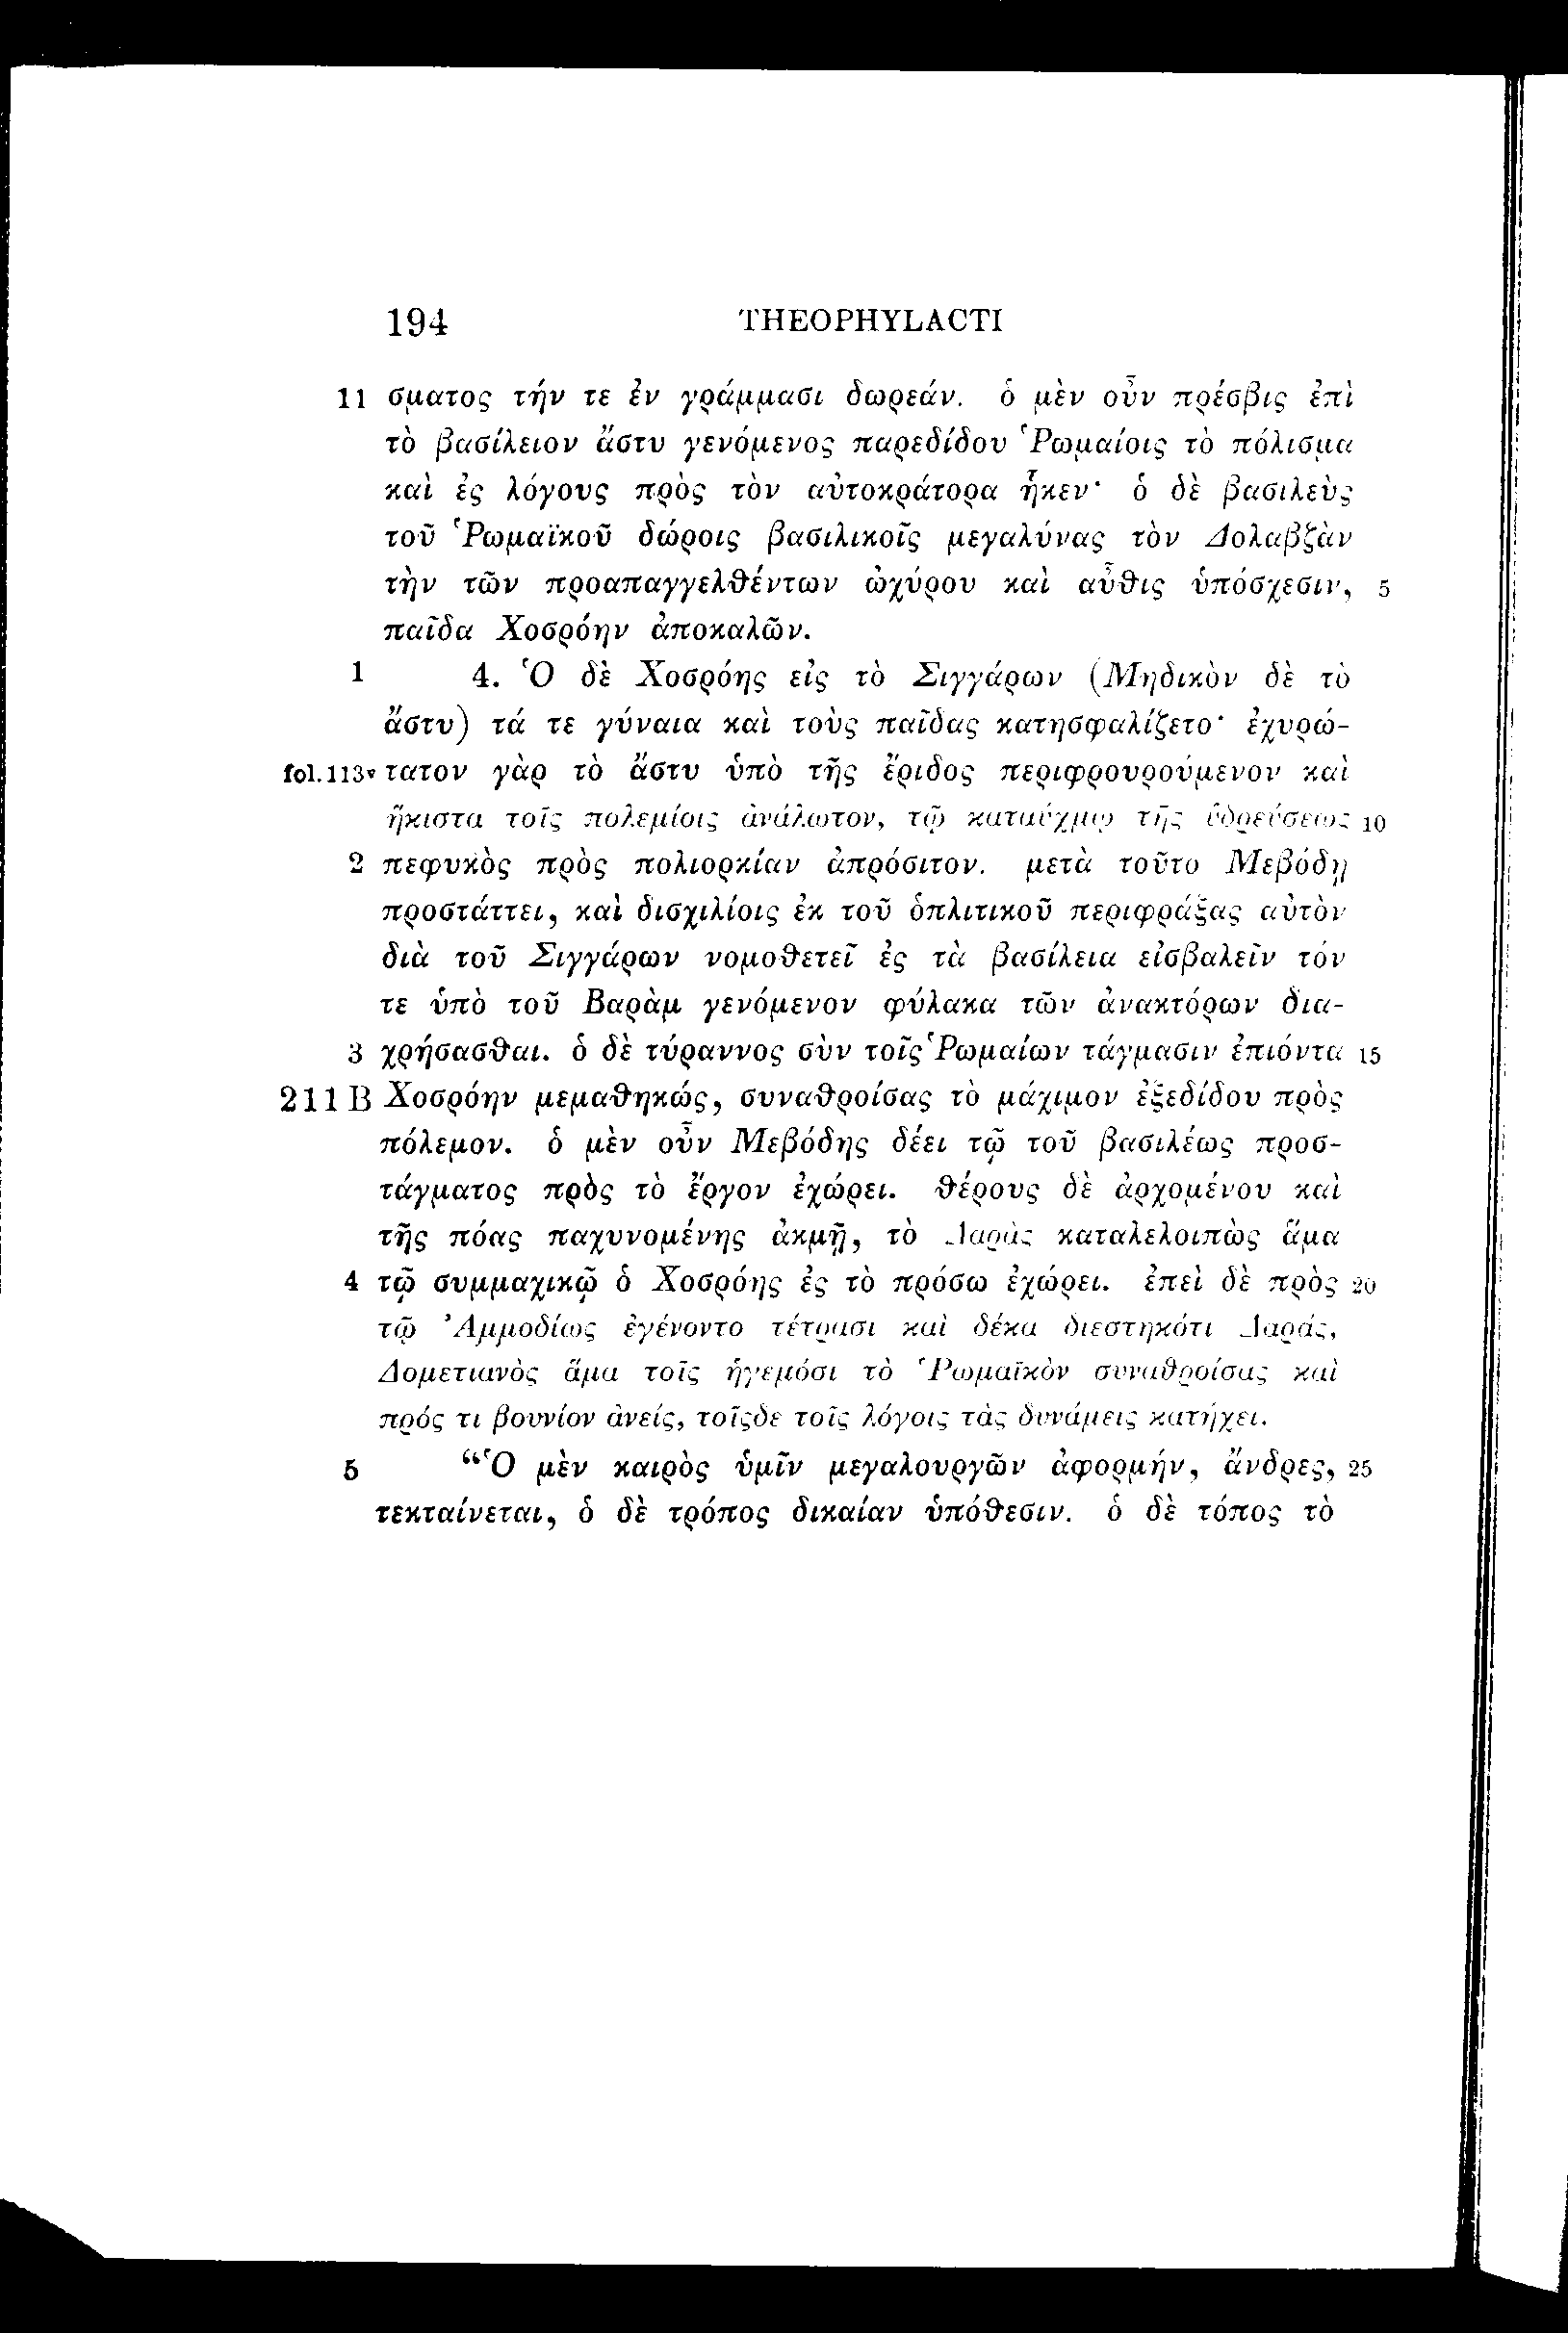 194 THEOPHYLACTI
11 σματος τήν τε ἐν γράμμασι δωρεάν. ὁ μὲν οὖν πρέσβις ἐπὶ
τὸ βασίλειον ἄστυ γενόμενος παρεδίδου Ῥωμαίοις τὸ πόλισμα
καὶ ἐς λόγους πρὸς τὸν αὐτοκράτορα ἧκεν· ὁ δὲ βασιλεὺς
τοῦ Ῥωμαϊκοῦ δώροις βασιλικοῖς μεγαλύνας τὸν Δολαβζὰν
τὴν τῶν προαπαγγελθέντων ὠχύρου καὶ αὖθις ὑπόσχεσιν, 5
παῖδα Χοσρόην ἀποκαλῶν.
1 4. Ὁ δὲ Χοσρόης εἰς τὸ Σιγγάρων (Μηδικὸν δὲ τὸ
ἄστυ) τά τε γύναια καὶ τοὺς παῖδας κατησφαλίζετο· ἐχυρώ-
fol. 113v τατον γὰρ τὸ ἄστυ ὑπὸ τῆς ἔριδος περιφρουρούμενον καὶ
ἥκιστα τοῖς πολεμίοις ἀνάλωτον, τῷ καταύχμῳ τῆς ὑδρεύσεως 10
2 πεφυκὸς πρὸς πολιορκίαν ἀπρόσιτον. μετὰ τοῦτο Μεβόδῃ
προστάττει, καὶ δισχιλίοις ἐκ τοῦ ὁπλιτικοῦ περιφράξας αὐτὸν
διὰ τοῦ Σιγγάρων νομοθετεῖ ἐς τὰ βασίλεια εἰσβαλεῖν τόν
τε ὑπὸ τοῦ Βαρὰμ γενόμενον φύλακα τῶν ἀνακτόρων δια-
3 χρήσασθαι. ὁ δὲ τύραννος σὺν τοῖς Ῥωμαίων τάγμασιν ἐπιόντα 15
211 B Χοσρόην μεμαθηκώς, συναθροίσας τὸ μάχιμον ἐξεδίδου πρὸς
πόλεμον. ὁ μὲν οὖν Μεβόδης δέει τῷ τοῦ βασιλέως προσ-
τάγματος πρὸς τὸ ἔργον ἐχώρει. θέρους δὲ ἀρχομένου καὶ
τῆς πόας παχυνομένης ἀκμῇ, τὸ Δαρὰς καταλελοιπὼς ἅμα
4 τῷ συμμαχικῷ ὁ Χοσρόης ἐς τὸ πρόσω ἐχώρει. ἐπεὶ δὲ πρὸς 20
τῷ Ἀμμοδίως ἐγένοντο τέτρασι καὶ δέκα διεστηκότι Δαράς,
Δομετιανὸς ἅμα τοῖς ἡγεμόσι τὸ Ῥωμαϊκὸν συναθροίσας καὶ
πρός τι βουνίον ἀνείς, τοῖςδε τοῖς λόγοις τὰς δυνάμεις κατήχει.
5 “Ὁ μὲν καιρὸς ὑμῖν μεγαλουργῶν ἀφορμήν, ἄνδρες, 25
τεκταίνεται, ὁ δὲ τρόπος δικαίαν ὑπόθεσιν. ὁ δὲ τόπος τὸ